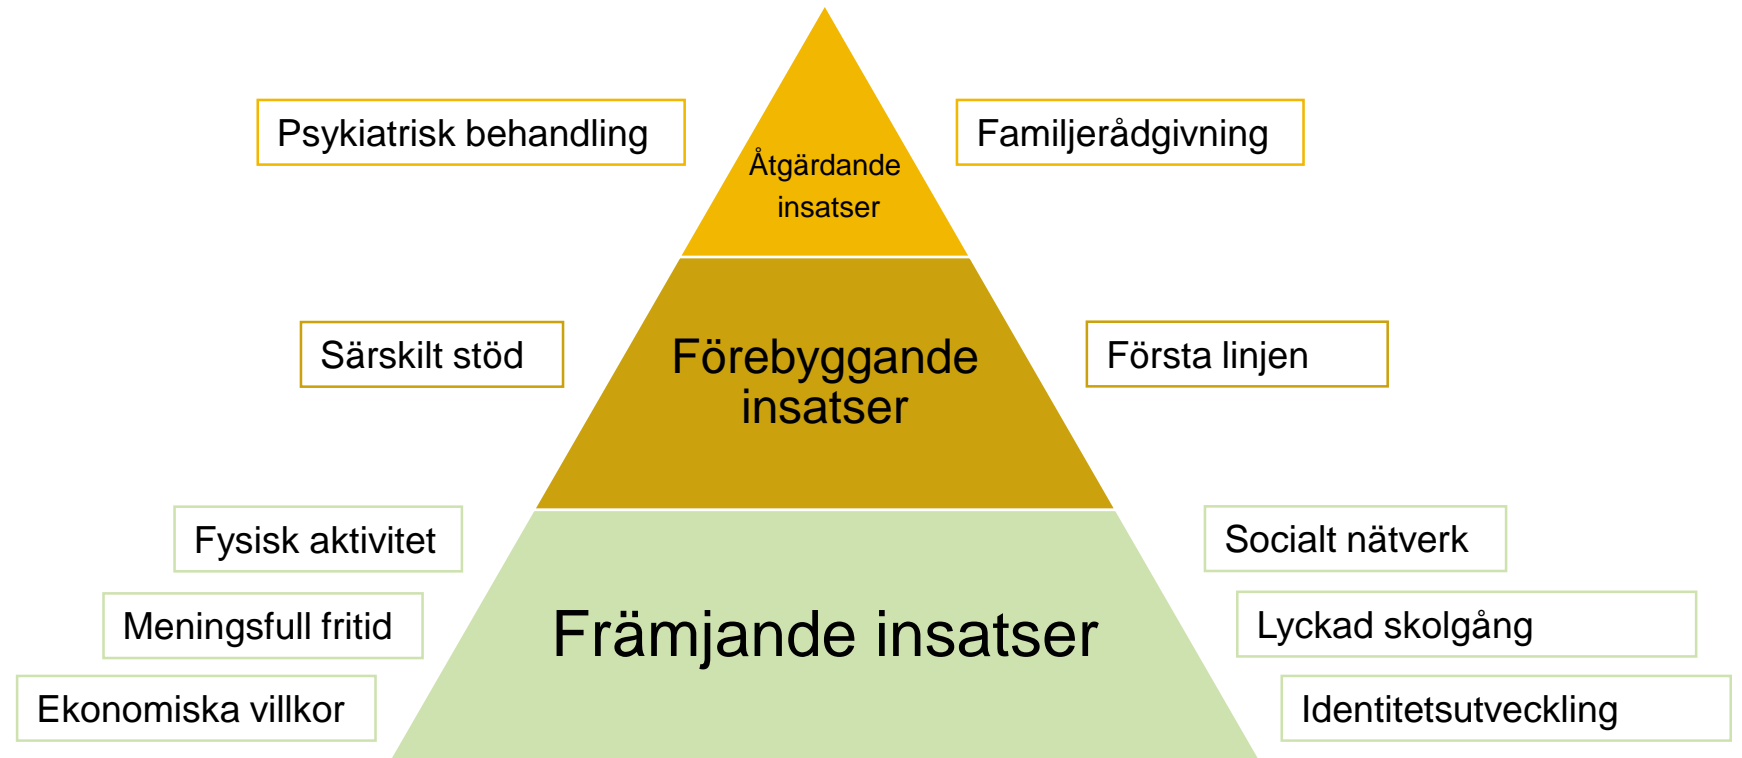 Psykiatrisk behandling
Familjerådgivning
Åtgärdande
insatser
Särskilt stöd
Förebyggande
insatser
Första linjen
Fysisk aktivitet
Socialt nätverk
Meningsfull fritid
Främjande insatser
Lyckad skolgång
Ekonomiska villkor
Identitetsutveckling